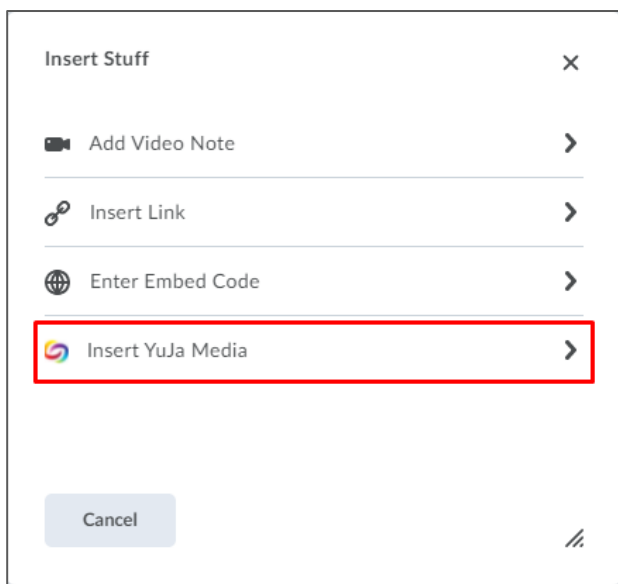 Insert Stuff
Add Video Note
Insert Link
Enter Embed Code
Insert YuJa Media
Cancel